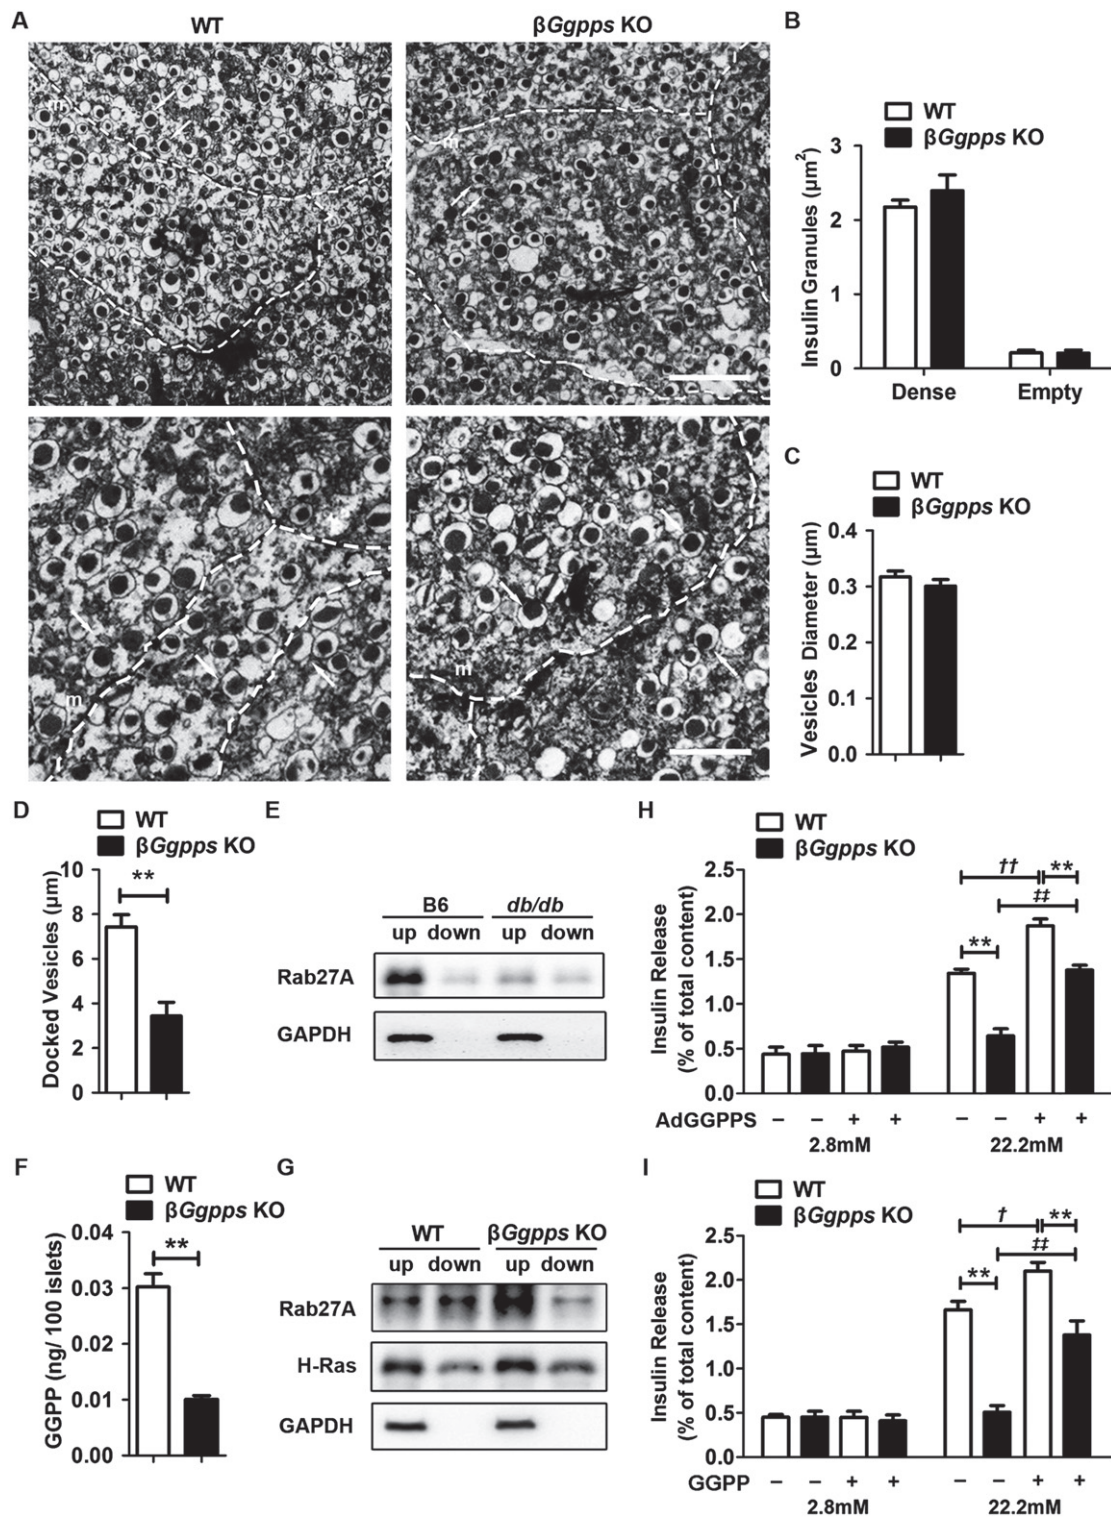 A
WT
βGgpps KO
m
m
m
m
B
WT
βGgpps KO
Insulin Granules (µm²)
3
2
1
0
Dense Empty
C
WT
βGgpps KO
Vesicles Diameter (µm)
0.4
0.3
0.2
0.1
0.0
D
WT
βGgpps KO
Docked Vesicles (µm)
10
8
6
4
2
0
**
E
B6 db/db
up down up down
Rab27A
GAPDH
F
WT
βGgpps KO
GGPP (ng/ 100 islets)
0.04
0.03
0.02
0.01
0.00
**
G
WT βGgpps KO
up down up down
Rab27A
H-Ras
GAPDH
H
WT
βGgpps KO
Insulin Release
(% of total content)
2.5
2.0
1.5
1.0
0.5
0.0
†† **
‡‡
**
AdGGPPS – – + + – – + +
2.8mM 22.2mM
I
WT
βGgpps KO
Insulin Release
(% of total content)
2.5
2.0
1.5
1.0
0.5
0.0
† **
‡‡
**
GGPP – – + + – – + +
2.8mM 22.2mM